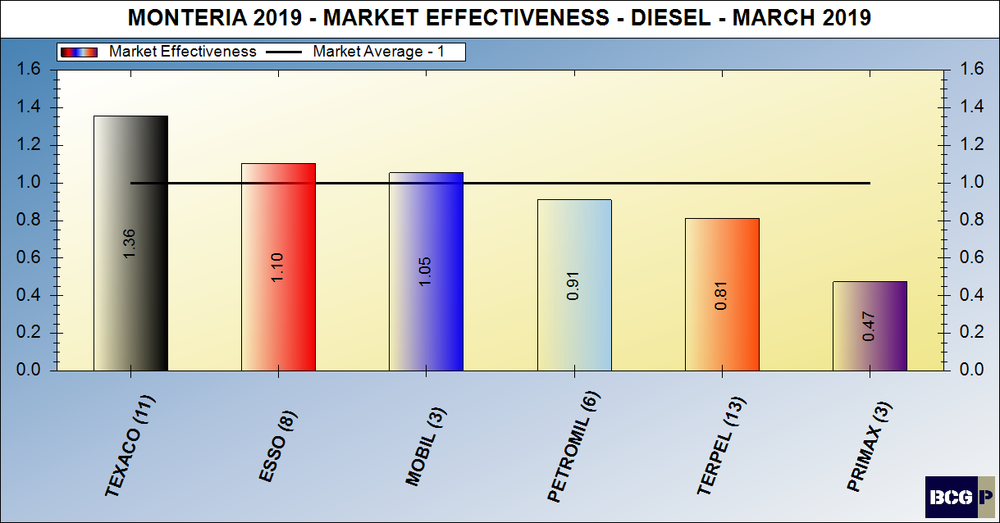 MONTERIA 2019 - MARKET EFFECTIVENESS - DIESEL - MARCH 2019
Market Effectiveness Market Average - 1
1.6 1.6
1.4 1.4
1.2 1.2
1.0 1.0
0.8 0.8
0.6 0.6
0.4 0.4
0.2 0.2
0.0 0.0
1.36
1.10
1.05
0.91
0.81
0.47
TEXACO (11)
ESSO (8)
MOBIL (3)
PETROMIL (6)
TERPEL (13)
PRIMAX (3)
BCG P